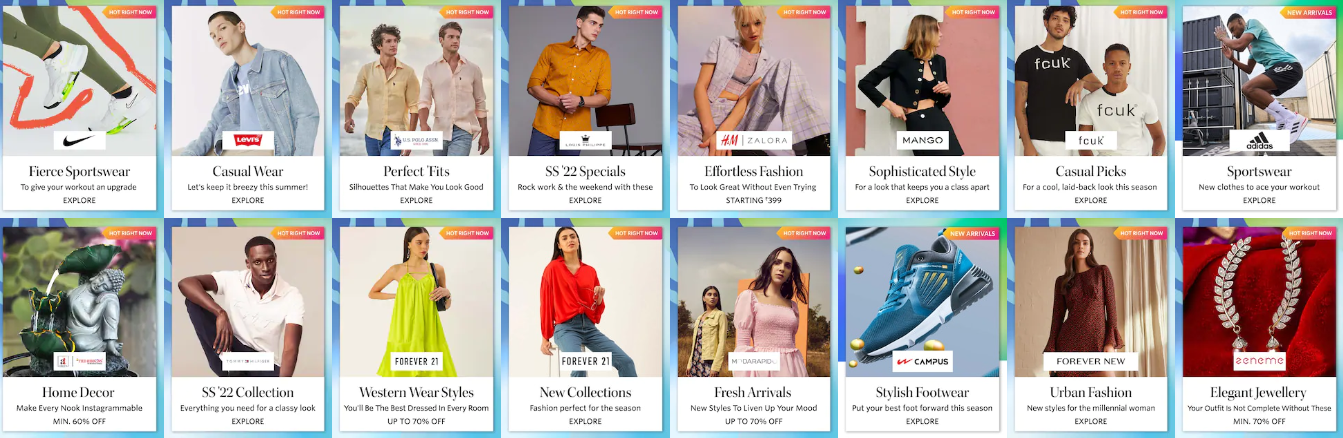 HOT RIGHT NOW
Fierce Sportswear
To give your workout an upgrade
EXPLORE
HOT RIGHT NOW
Levi's
Casual Wear
Let's keep it breezy this summer!
EXPLORE
HOT RIGHT NOW
U.S. POLO ASSN.
Perfect 'Fits
Silhouettes That Make You Look Good
EXPLORE
HOT RIGHT NOW
LOUIS PHILIPPE
SS '22 Specials
Rock work & the weekend with these
EXPLORE
HOT RIGHT NOW
H&M | ZALORA
Effortless Fashion
To Look Great Without Even Trying
STARTING ₹399
HOT RIGHT NOW
MANGO
Sophisticated Style
For a look that keeps you a class apart
EXPLORE
HOT RIGHT NOW
fcuk
fcuk
fcuk
Casual Picks
For a cool, laid-back look this season
EXPLORE
NEW ARRIVALS
adidas
Sportswear
New clothes to ace your workout
EXPLORE
HOT RIGHT NOW
Home Decor
Make Every Nook Instagrammable
MIN. 60% OFF
HOT RIGHT NOW
TOMMY HILFIGER
SS '22 Collection
Everything you need for a classy look
EXPLORE
HOT RIGHT NOW
FOREVER 21
Western Wear Styles
You'll Be The Best Dressed In Every Room
UP TO 70% OFF
HOT RIGHT NOW
FOREVER 21
New Collections
Fashion perfect for the season
EXPLORE
HOT RIGHT NOW
Fresh Arrivals
New Styles To Liven Up Your Mood
UP TO 70% OFF
NEW ARRIVALS
CAMPUS
Stylish Footwear
Put your best foot forward this season
EXPLORE
HOT RIGHT NOW
FOREVER NEW
Urban Fashion
New styles for the millennial woman
EXPLORE
HOT RIGHT NOW
zeneme
Elegant Jewellery
Your Outfit Is Not Complete Without These
MIN. 70% OFF